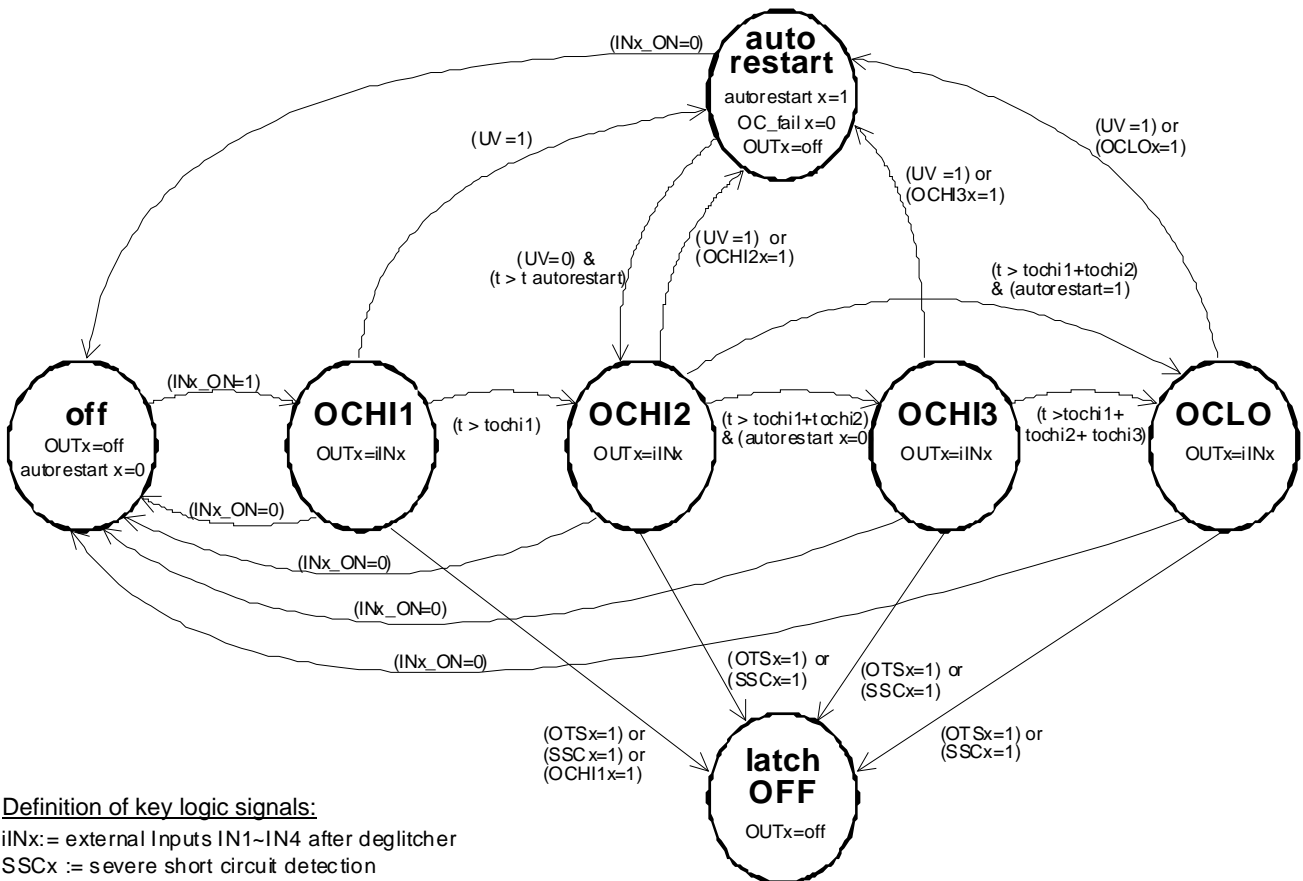 auto
restart
autorestart x=1
OC_fail x=0
OUTx=off
(INx_ON=0)
(UV =1)
(UV =1) or
(OCLOx=1)
(UV =1) or
(OCHI3x=1)
(UV =1) or
(OCHI2x=1)
(UV=0) &
(t > t autorestart)
(t > tochi1+tochi2)
& (autorestart=1)
off
OUTx=off
autorestart x=0
(INx_ON=1)
OCHI1
OUTx=iINx
(t > tochi1)
OCHI2
OUTx=iINx
(t > tochi1+tochi2)
& (autorestart x=0)
OCHI3
OUTx=iINx
(t >tochi1+
tochi2+ tochi3)
OCLO
OUTx=iINx
(INx_ON=0)
(INx_ON=0)
(INx_ON=0)
(INx_ON=0)
(OTSx=1) or
(SSCx=1) or
(OCHI1x=1)
(OTSx=1) or
(SSCx=1)
(OTSx=1) or
(SSCx=1)
(OTSx=1) or
(SSCx=1)
latch
OFF
OUTx=off
Definition of key logic signals:
iINx:= external Inputs IN1~IN4 after deglitcher
SSCx := severe short circuit detection